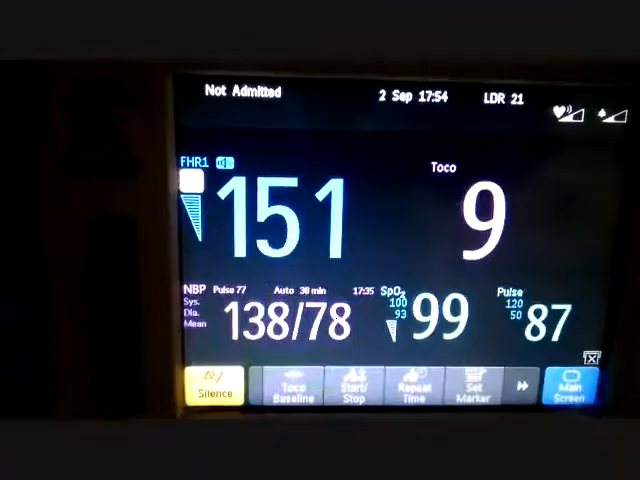 Not Admitted 2 Sep 17:54 LDR 21
FHR1 Toco
151 9
NBP Pulse 77 Auto 30 min 17:35 SpO₂ Pulse
Sys. 100 120
Dia. 93 50
Mean
138/78 99 87
Silence
Toco Baseline
Start/ Stop
Repeat Time
Set Marker
Main Screen